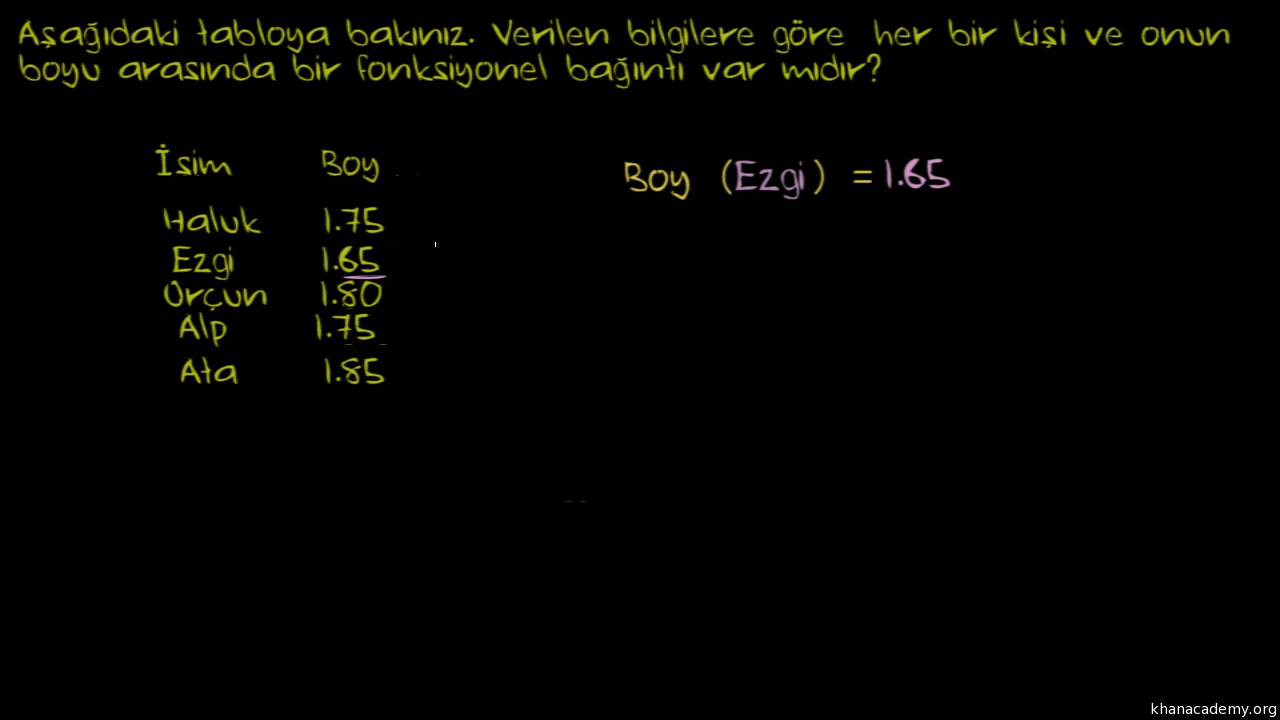 Aşağıdaki tabloya bakınız. Verilen bilgilere göre her bir kişi ve onun
boyu arasında bir fonksiyonel bağıntı var mıdır?
İsim Boy
Boy (Ezgi) = 1.65
Haluk 1.75
Ezgi 1.65
Orçun 1.80
Alp 1.75
Ata 1.85
khanacademy.org